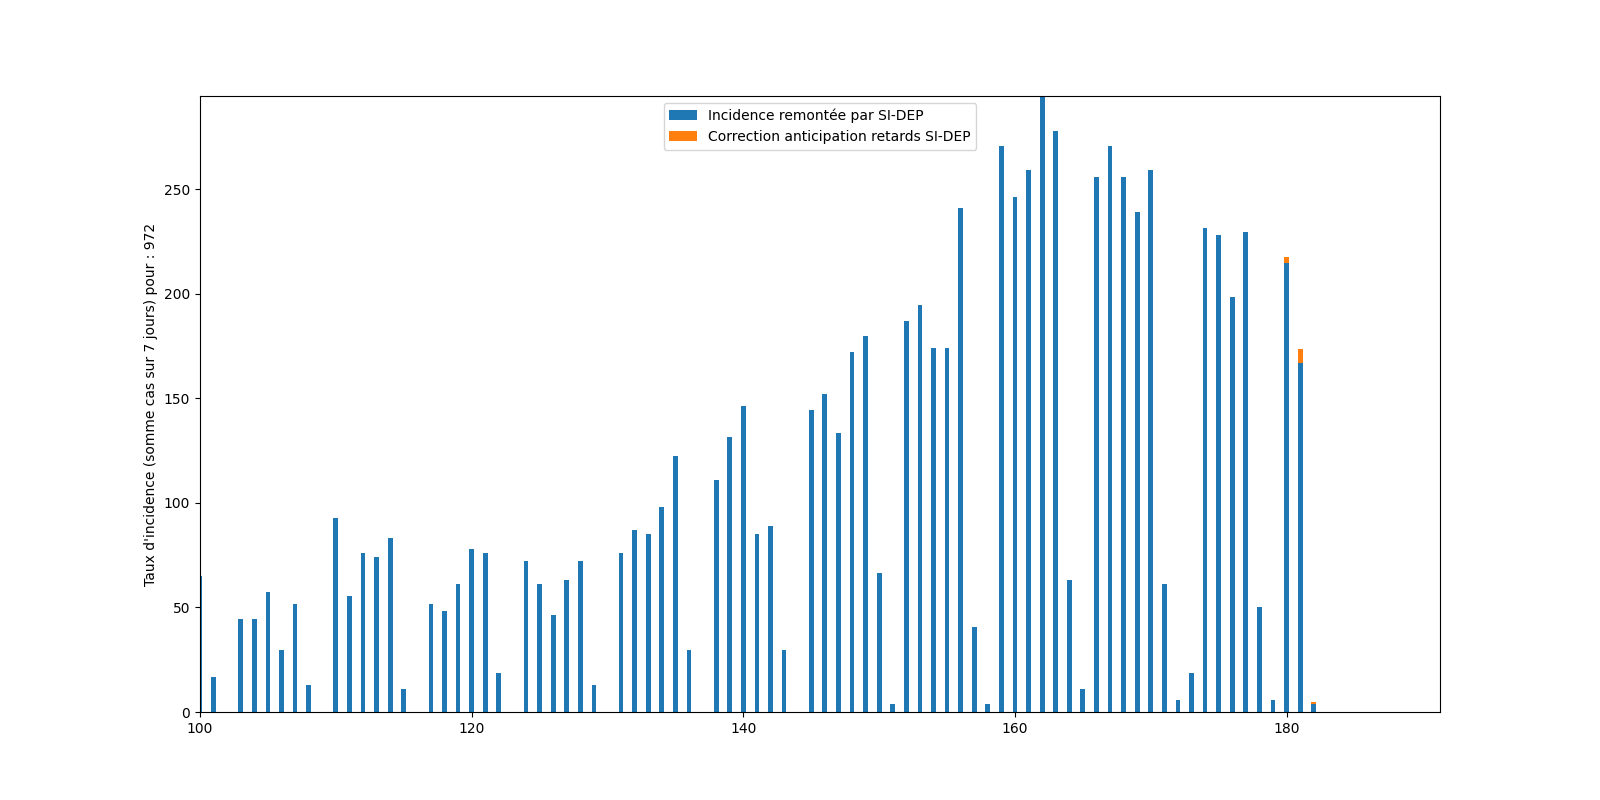 Incidence remontée par SI-DEP
Correction anticipation retards SI-DEP
Taux d'incidence (somme cas sur 7 jours) pour : 972
250
200
150
100
50
0
100 120 140 160 180